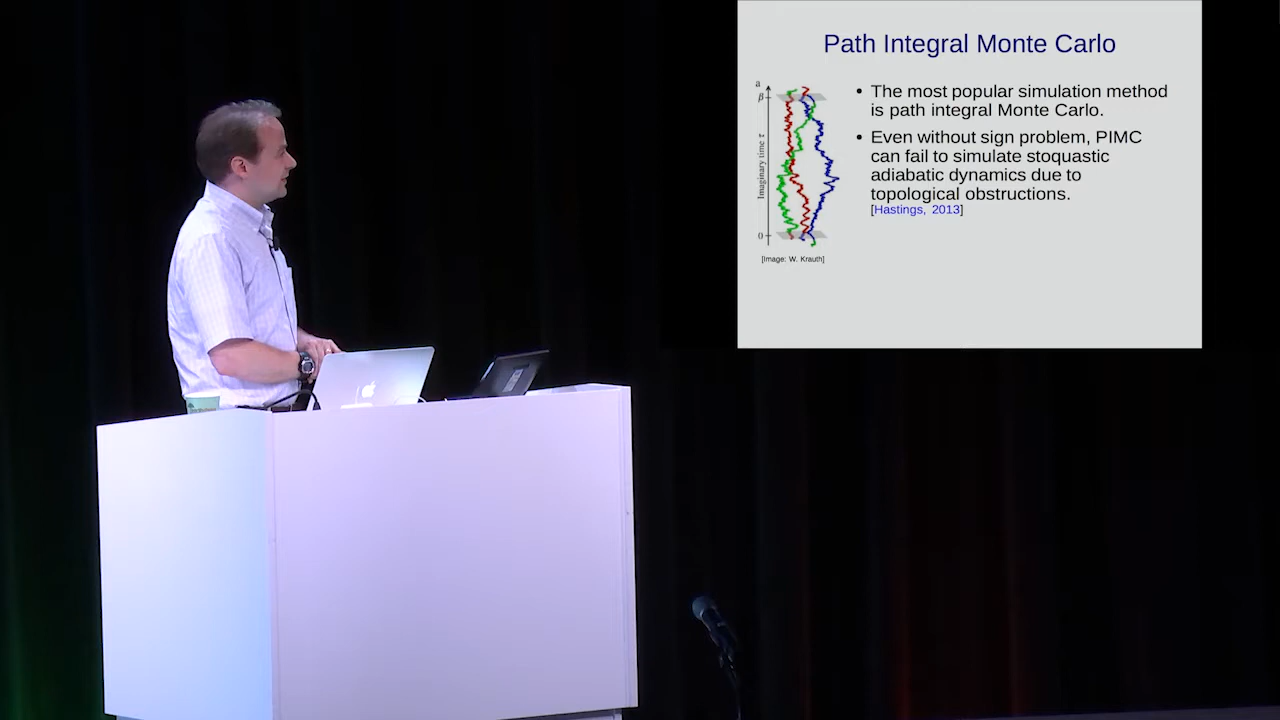 Path Integral Monte Carlo
a
β
Imaginary time τ
0
[Image: W. Krauth]
• The most popular simulation method
is path integral Monte Carlo.
• Even without sign problem, PIMC
can fail to simulate stoquastic
adiabatic dynamics due to
topological obstructions.
[Hastings, 2013]